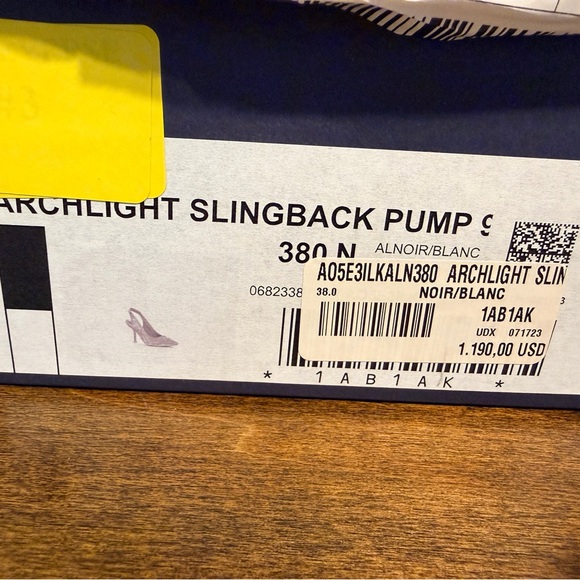 ARCHLIGHT SLINGBACK PUMP 9
380 N ALNOIR/BLANC
0682338
A05E3ILKALN380 ARCHLIGHT SLIN
38.0 NOIR/BLANC
1AB1AK
UDX 071723
1.190,00 USD
* 1AB1AK *